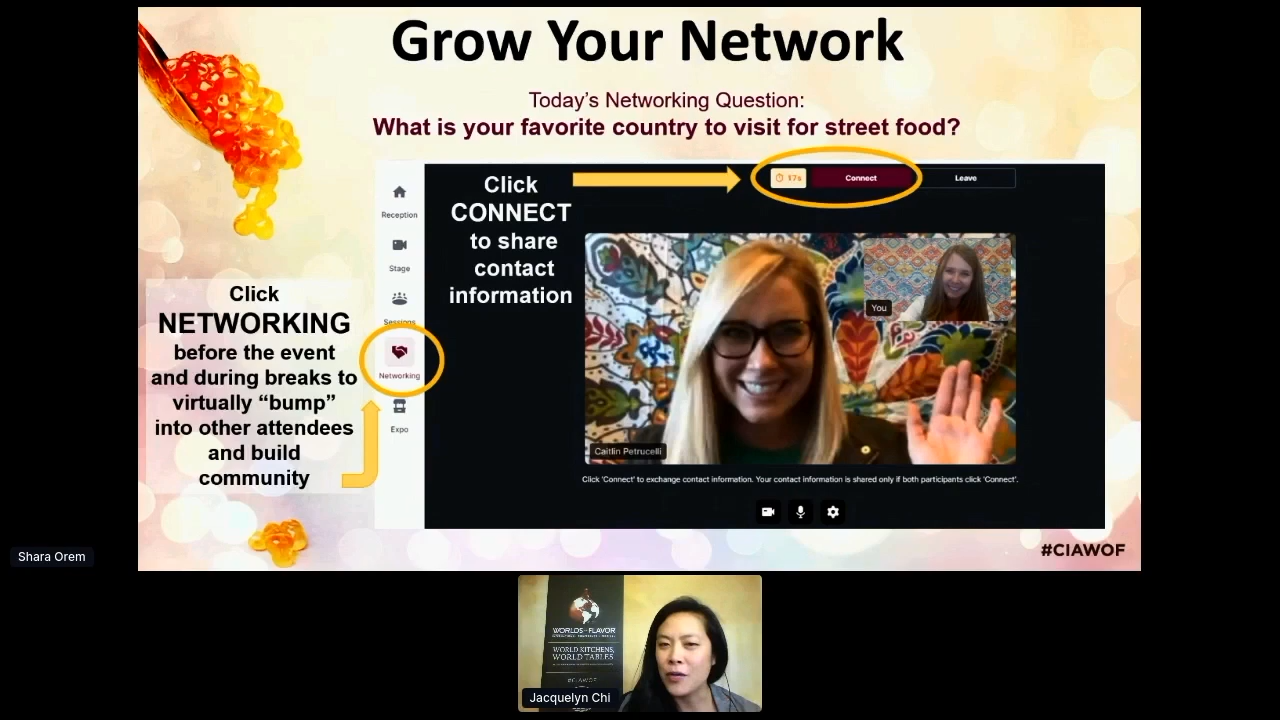 Grow Your Network
Today's Networking Question:
What is your favorite country to visit for street food?
Click
CONNECT
to share
contact
information
17s
Connect
Leave
Reception
Stage
Sessions
Networking
Expo
Click
NETWORKING
before the event
and during breaks to
virtually “bump”
into other attendees
and build
community
You
Caitlin Petrucelli
Click 'Connect' to exchange contact information. Your contact information is shared only if both participants click 'Connect'.
#CIAWOF
Shara Orem
WORLDS OF FLAVOR
WORLD KITCHENS,
WORLD TABLES
#CIAWOF
Jacquelyn Chi